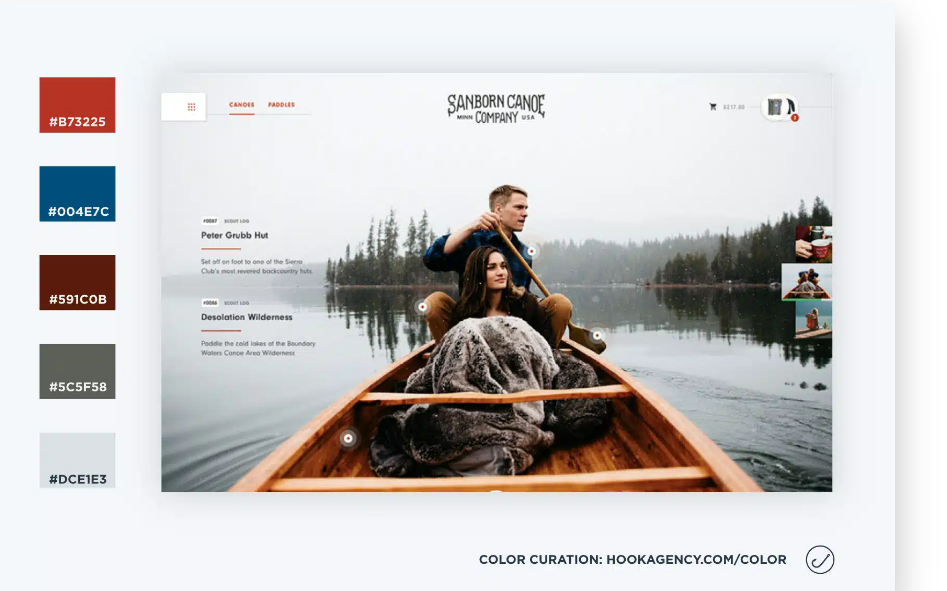 #B73225
#004E7C
#591C0B
#5C5F58
#DCE1E3
CANOES PADDLES
SANBORN CANOE
MINN COMPANY USA
$217.00
2
#0087 SCOUT LOG
Peter Grubb Hut
Set off on foot to one of the Sierra
Club's most revered backcountry huts.
#0086 SCOUT LOG
Desolation Wilderness
Paddle the cold lakes of the Boundary
Waters Canoe Area Wilderness
COLOR CURATION: HOOKAGENCY.COM/COLOR